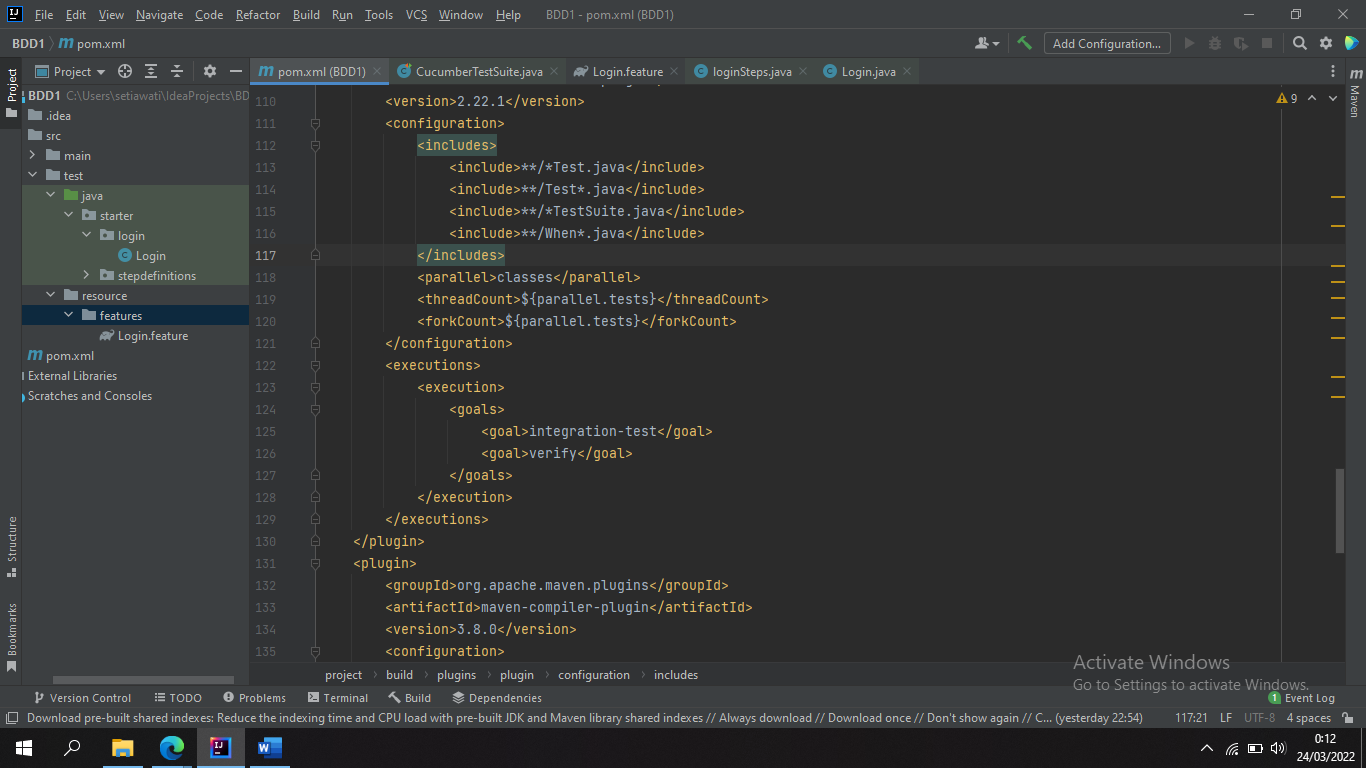 File Edit View Navigate Code Refactor Build Run Tools VCS Window Help BDD1 - pom.xml (BDD1)
BDD1 m pom.xml Add Configuration...
Project
Project
m pom.xml (BDD1) CucumberTestSuite.java Login.feature loginSteps.java Login.java
Maven
BDD1 C:\Users\setiawati\IdeaProjects\BD
.idea
src
main
test
java
starter
login
Login
stepdefinitions
resource
features
Login.feature
m pom.xml
External Libraries
Scratches and Consoles
9
110 <version>2.22.1</version>
111 <configuration>
112 <includes>
113 <include>**/*Test.java</include>
114 <include>**/Test*.java</include>
115 <include>**/*TestSuite.java</include>
116 <include>**/When*.java</include>
117 </includes>
118 <parallel>classes</parallel>
119 <threadCount>${parallel.tests}</threadCount>
120 <forkCount>${parallel.tests}</forkCount>
121 </configuration>
122 <executions>
123 <execution>
124 <goals>
125 <goal>integration-test</goal>
126 <goal>verify</goal>
127 </goals>
128 </execution>
129 </executions>
130 </plugin>
131 <plugin>
132 <groupId>org.apache.maven.plugins</groupId>
133 <artifactId>maven-compiler-plugin</artifactId>
134 <version>3.8.0</version>
135 <configuration>
Structure
Bookmarks
project build plugins plugin configuration includes
Activate Windows
Go to Settings to activate Windows.
Version Control TODO Problems Terminal Build Dependencies 1 Event Log
Download pre-built shared indexes: Reduce the indexing time and CPU load with pre-built JDK and Maven library shared indexes // Always download // Download once // Don't show again // C... (yesterday 22:54) 117:21 LF UTF-8 4 spaces
0:12
24/03/2022